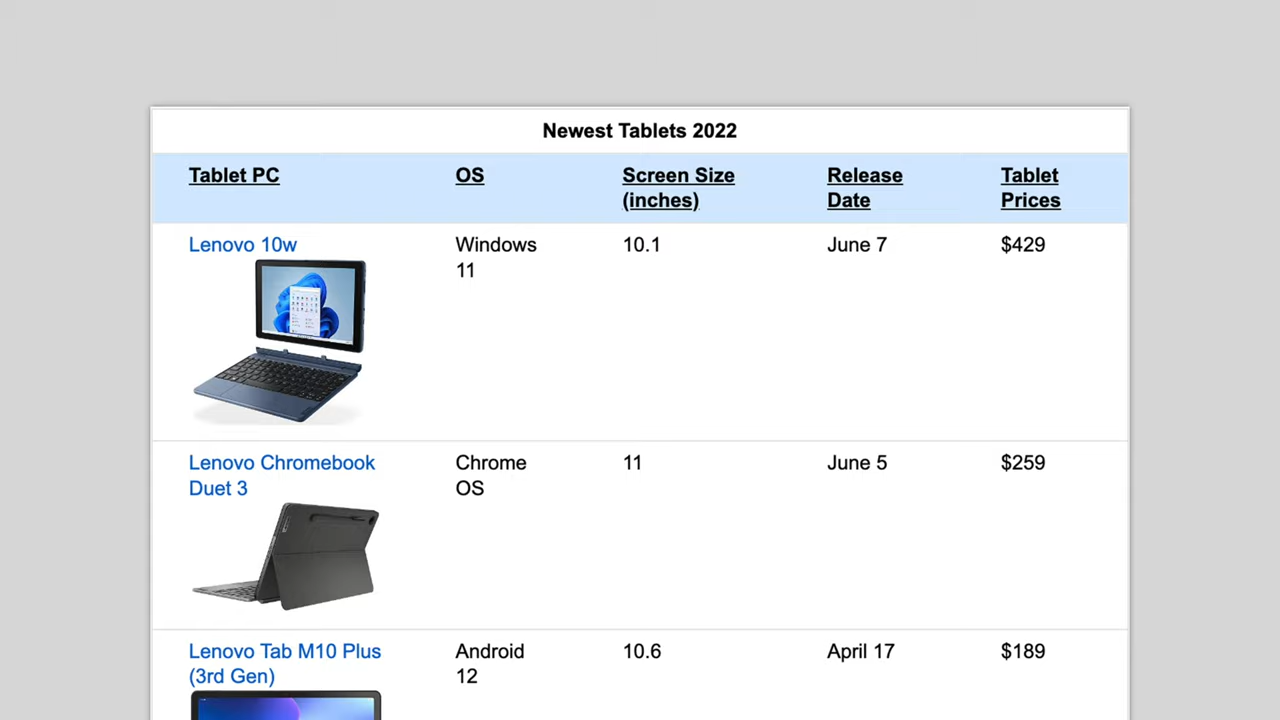 Newest Tablets 2022
Tablet PC OS Screen Size Release Tablet
(inches) Date Prices
Lenovo 10w Windows 10.1 June 7 $429
11
Lenovo Chromebook Chrome 11 June 5 $259
Duet 3 OS
Lenovo Tab M10 Plus Android 10.6 April 17 $189
(3rd Gen) 12